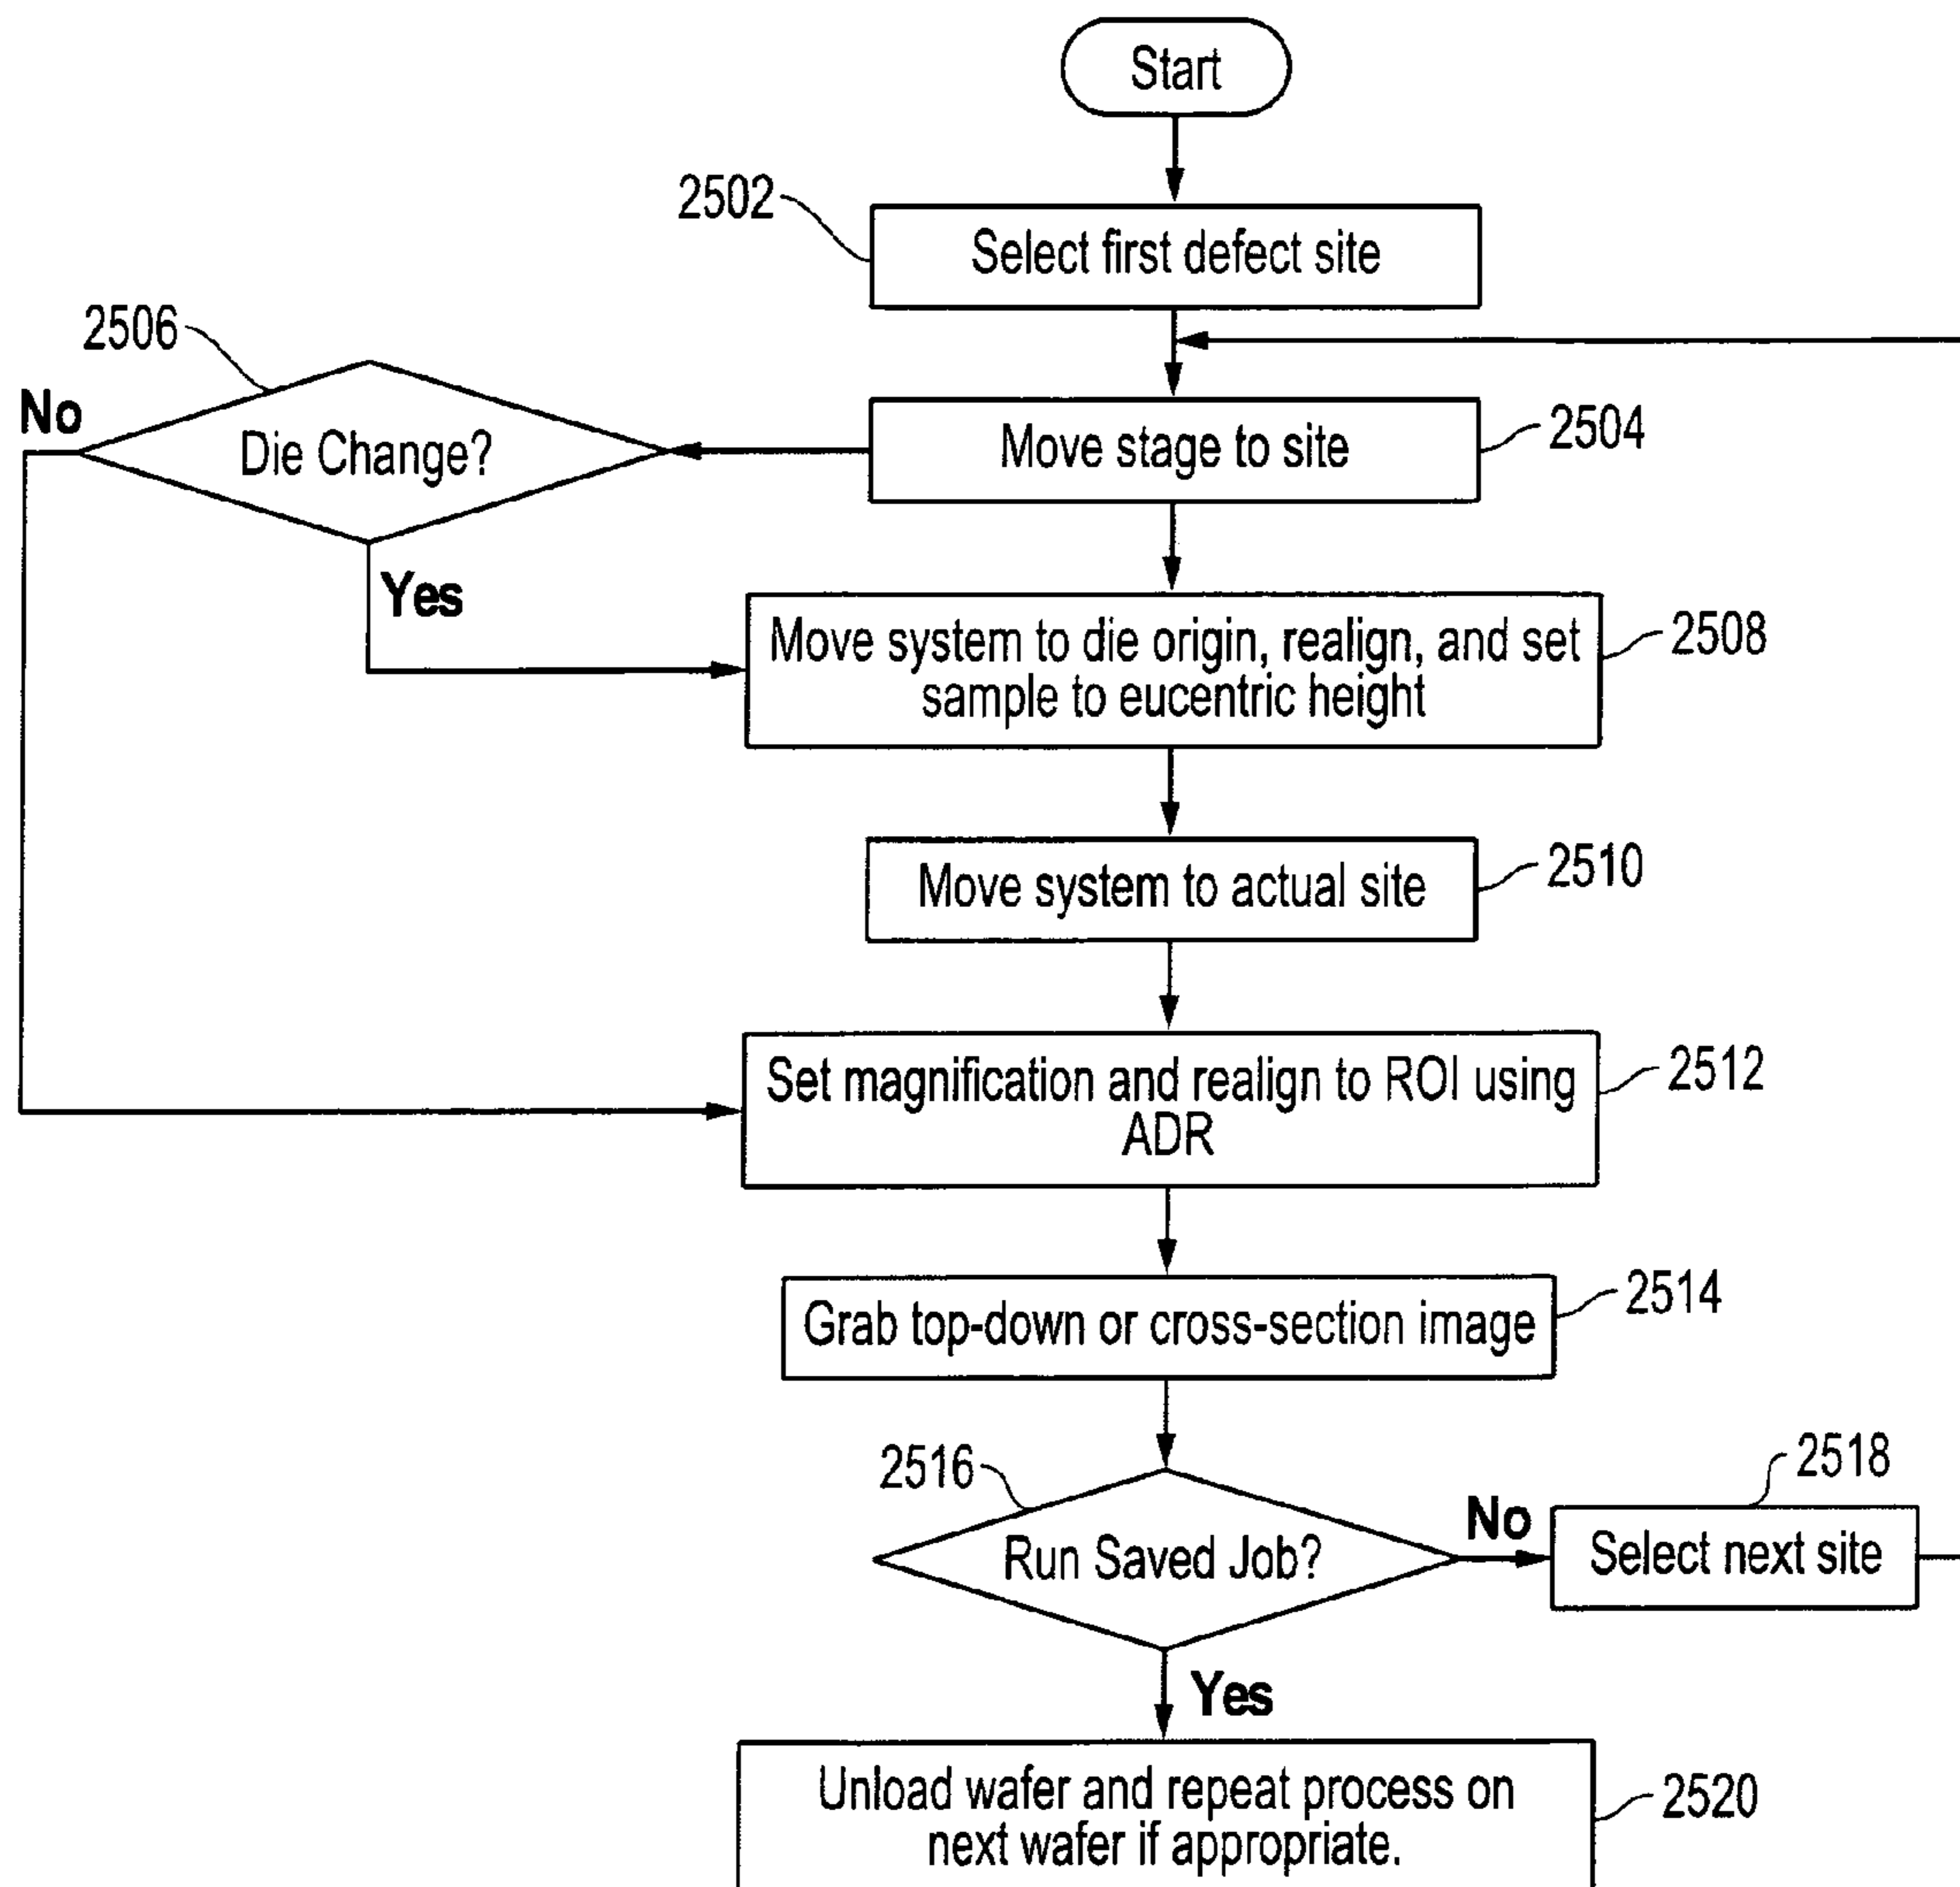 Start
2502
Select first defect site
2506
No
Die Change?
Move stage to site
2504
Yes
Move system to die origin, realign, and set
sample to eucentric height
2508
Move system to actual site
2510
Set magnification and realign to ROI using
ADR
2512
Grab top-down or cross-section image
2514
2516
Run Saved Job?
No
2518
Select next site
Yes
Unload wafer and repeat process on
next wafer if appropriate.
2520